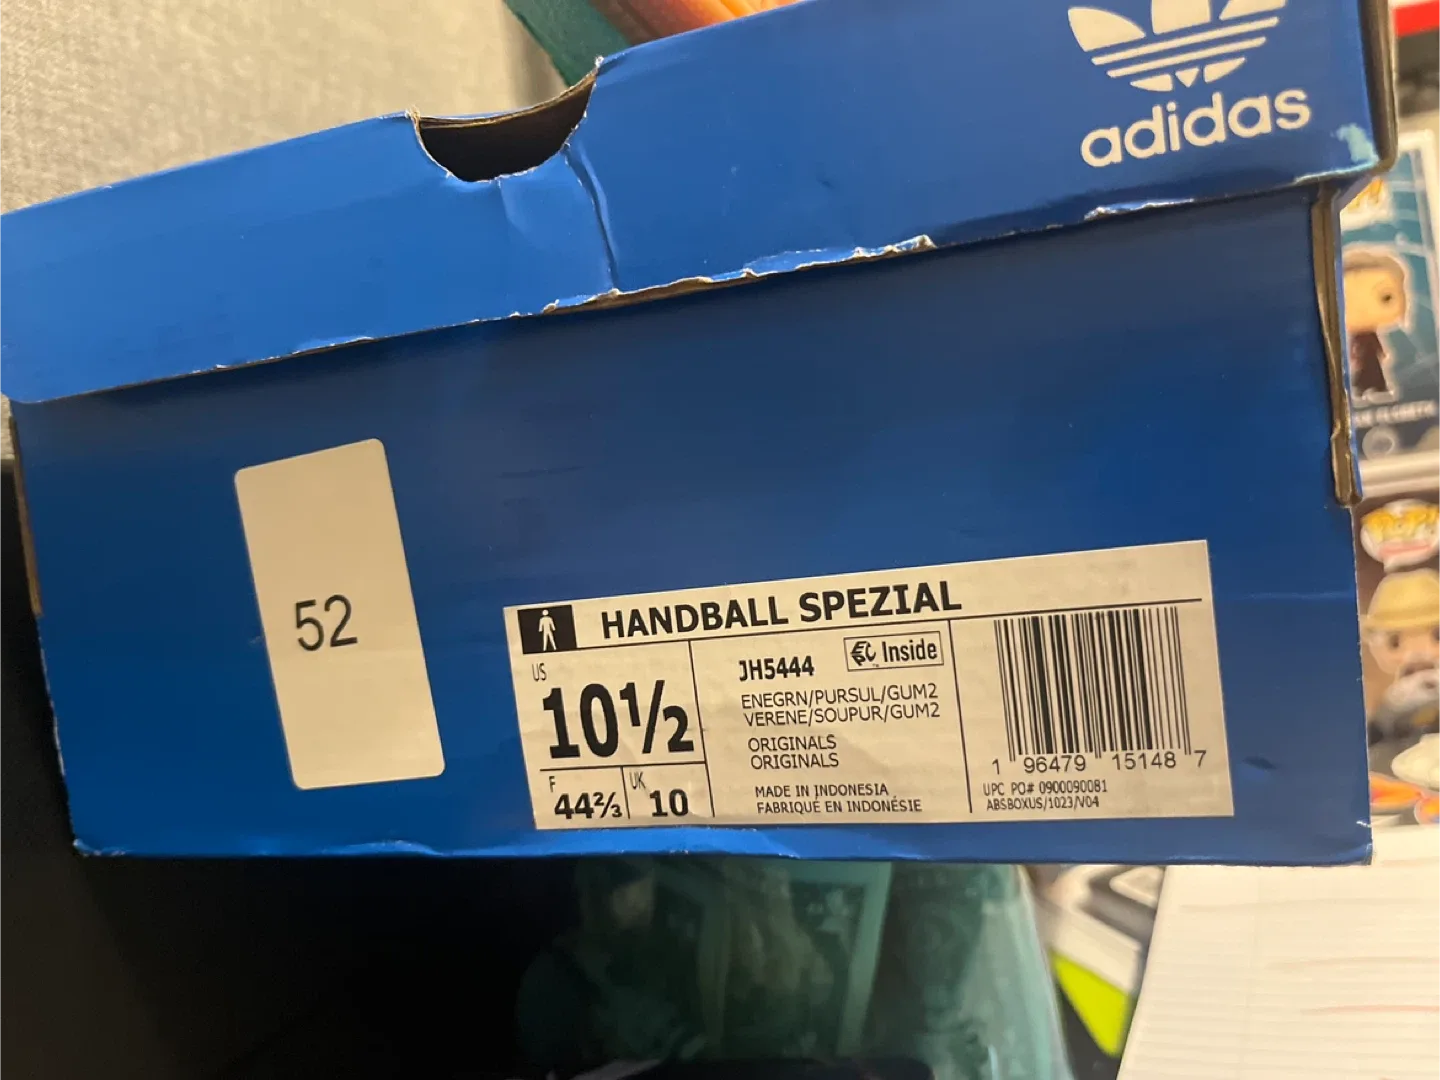 adidas
52
HANDBALL SPEZIAL
US
10½
F
44⅔
UK
10
JH5444
Inside
ENEGRN/PURSUL/GUM2
VERENE/SOUPUR/GUM2
ORIGINALS
ORIGINALS
MADE IN INDONESIA
FABRIQUÉ EN INDONÉSIE
1 96479 15148 7
UPC PO# 0900090081
ABSBOXUS/1023/V04
POP!